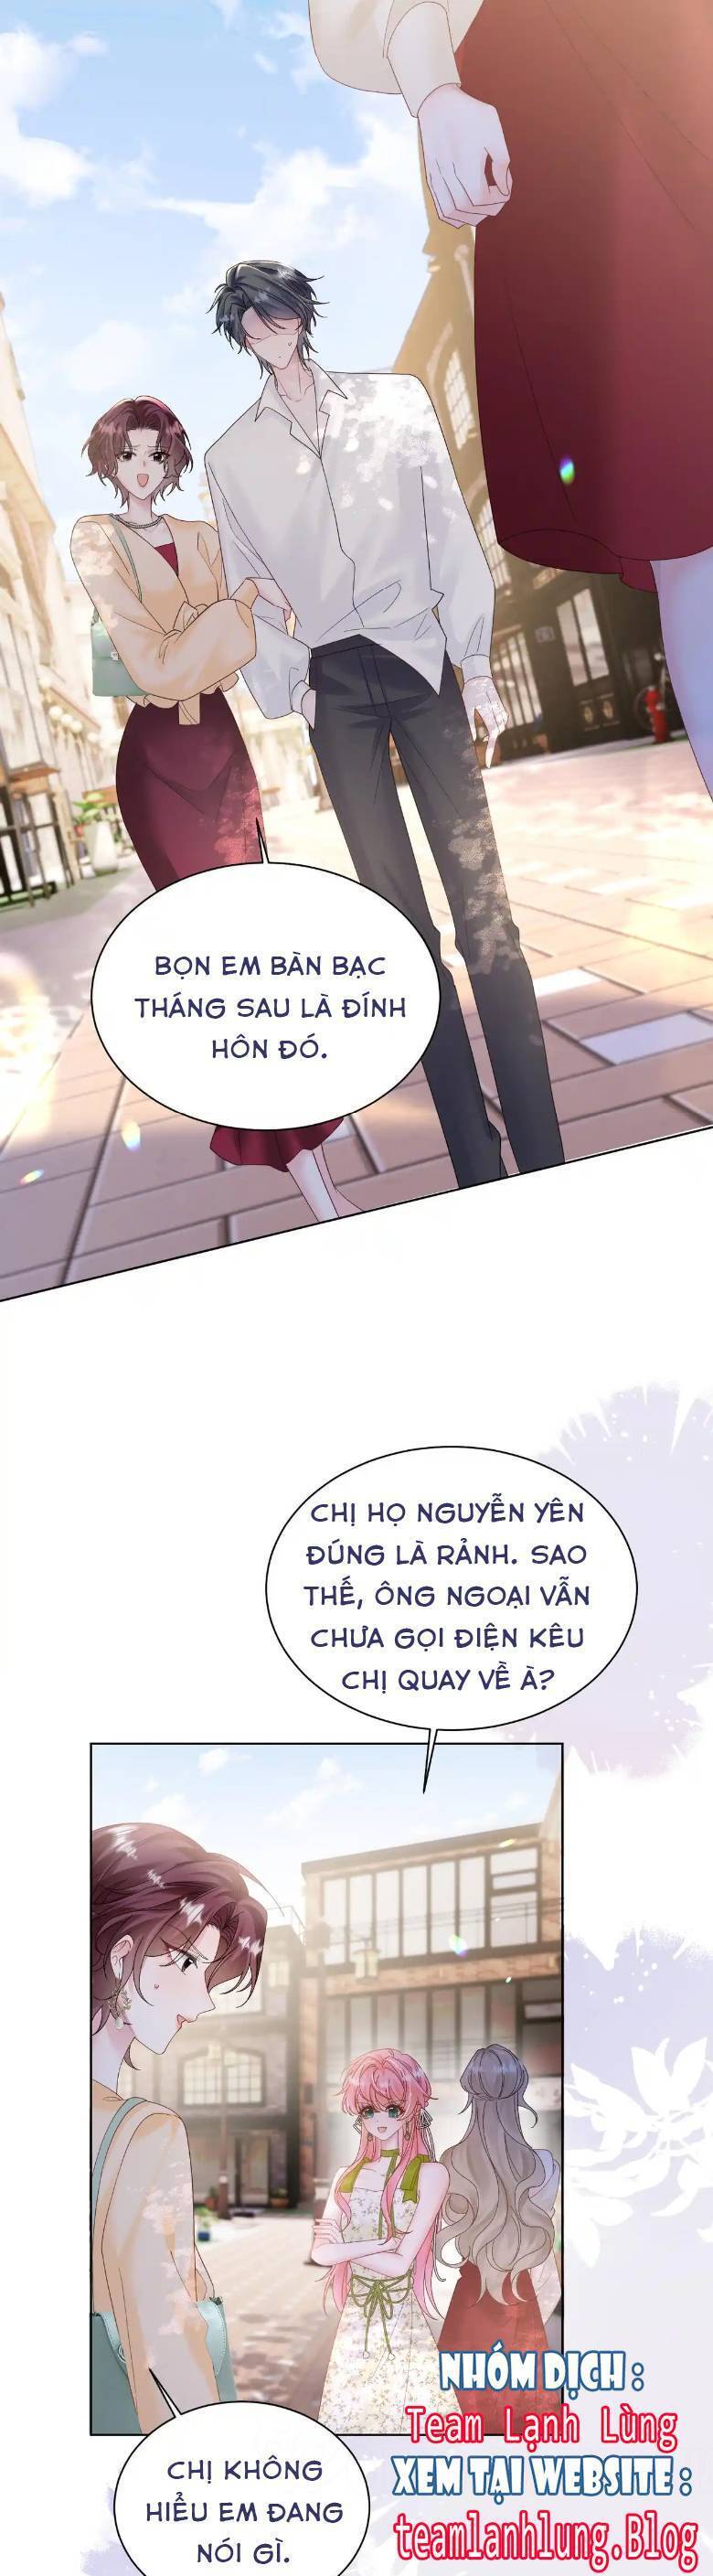 BỌN EM BÀN BẠC
THÁNG SAU LÀ ĐÍNH
HÔN ĐÓ.
CHỊ HỌ NGUYỄN YÊN
ĐÚNG LÀ RẢNH. SAO
THẾ, ÔNG NGOẠI VẪN
CHƯA GỌI ĐIỆN KÊU
CHỊ QUAY VỀ À?
NHÓM DỊCH :
Team Lạnh Lùng
XEM TẠI WEBSITE :
teamlanhlung.Blog
CHỊ KHÔNG
HIỂU EM ĐANG
NÓI GÌ.